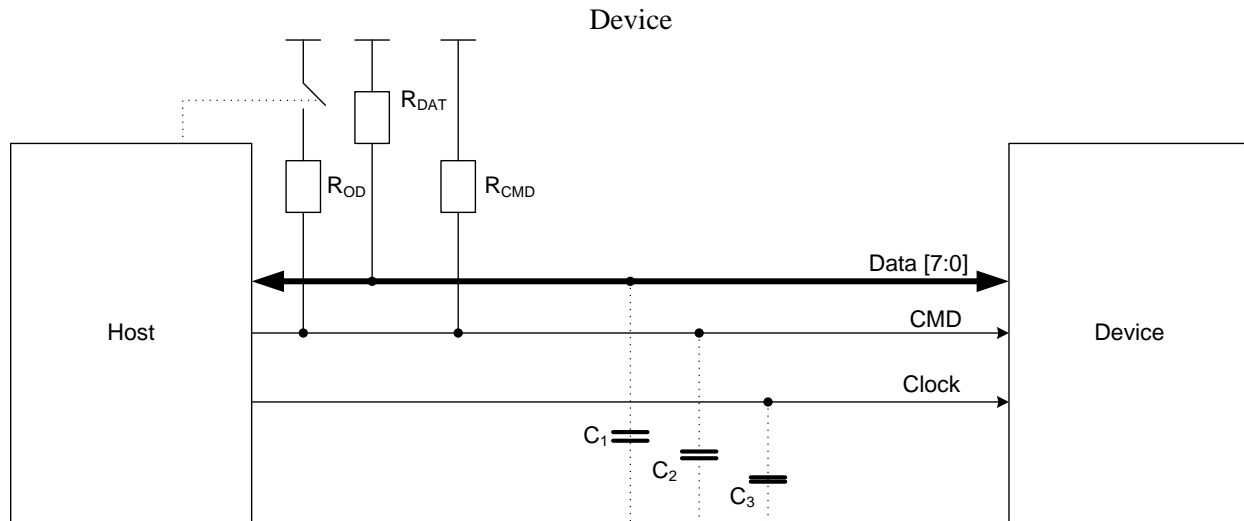 Device
R_DAT
R_OD
R_CMD
Data [7:0]
CMD
Host
Device
Clock
C_1
C_2
C_3